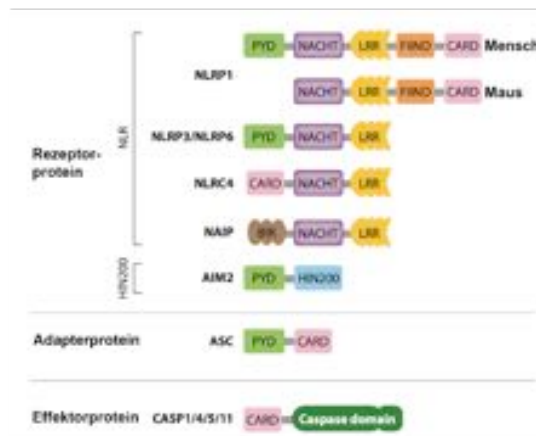 PYD NACHT LRR FIIND CARD Mensch
NLRP1
NACHT LRR FIIND CARD Maus
NLR
NLRP3/NLRP6 PYD NACHT LRR
Rezeptor-
protein
NLRC4 CARD NACHT LRR
NAIP BIR NACHT LRR
HIN200
AIM2 PYD HIN200
Adapterprotein ASC PYD CARD
Effektorprotein CASP1/4/5/11 CARD Caspase domain